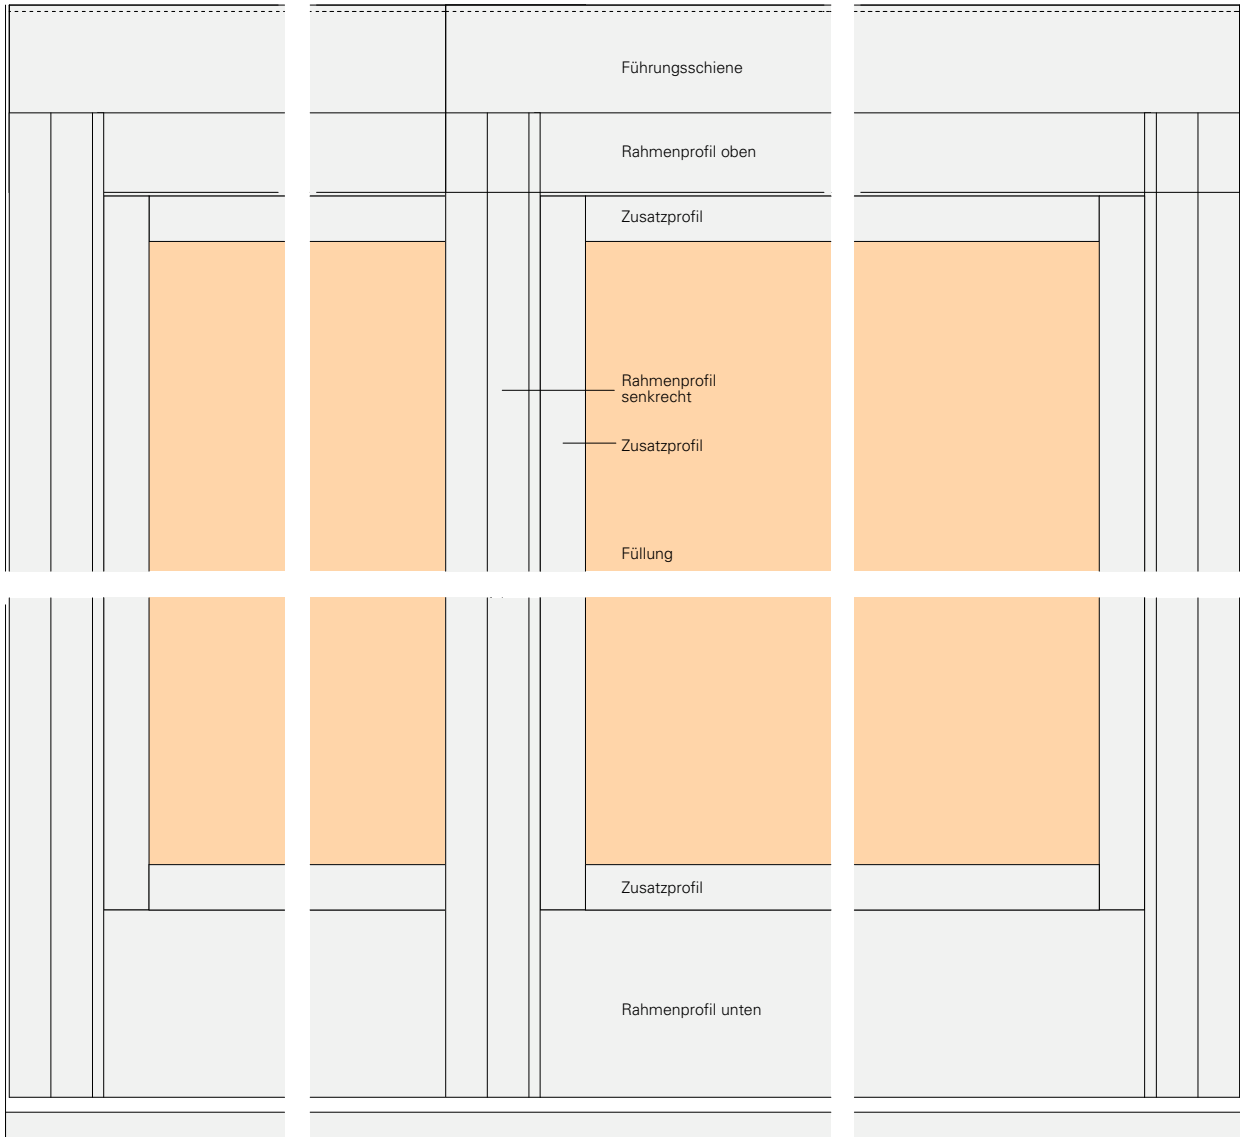 Führungsschiene
Rahmenprofil oben
Zusatzprofil
Rahmenprofil
senkrecht
Zusatzprofil
Füllung
Zusatzprofil
Rahmenprofil unten